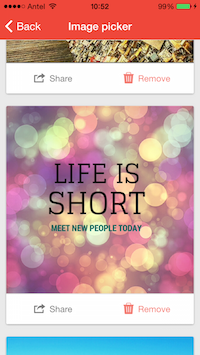 Antel 10:52 99%
Back Image picker
Share Remove
LIFE IS
SHORT
MEET NEW PEOPLE TODAY
Share Remove